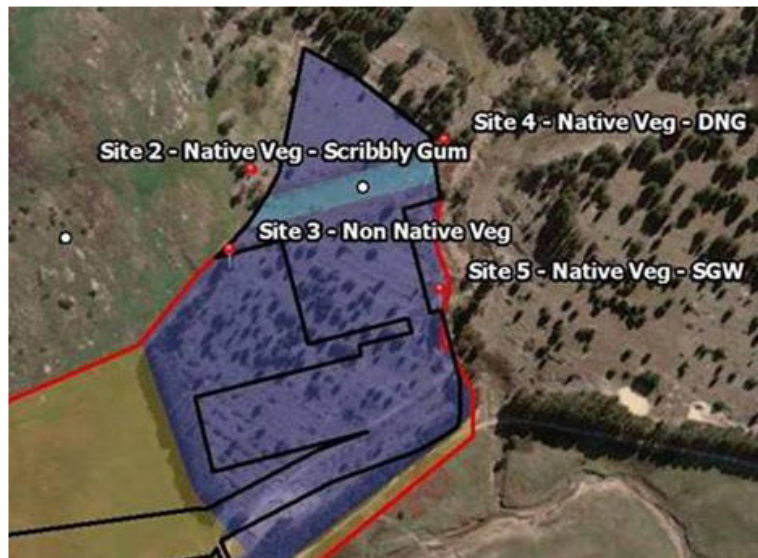 Site 4 - Native Veg - DNG
Site 2 - Native Veg - Scribbly Gum
Site 3 - Non Native Veg
Site 5 - Native Veg - SGW